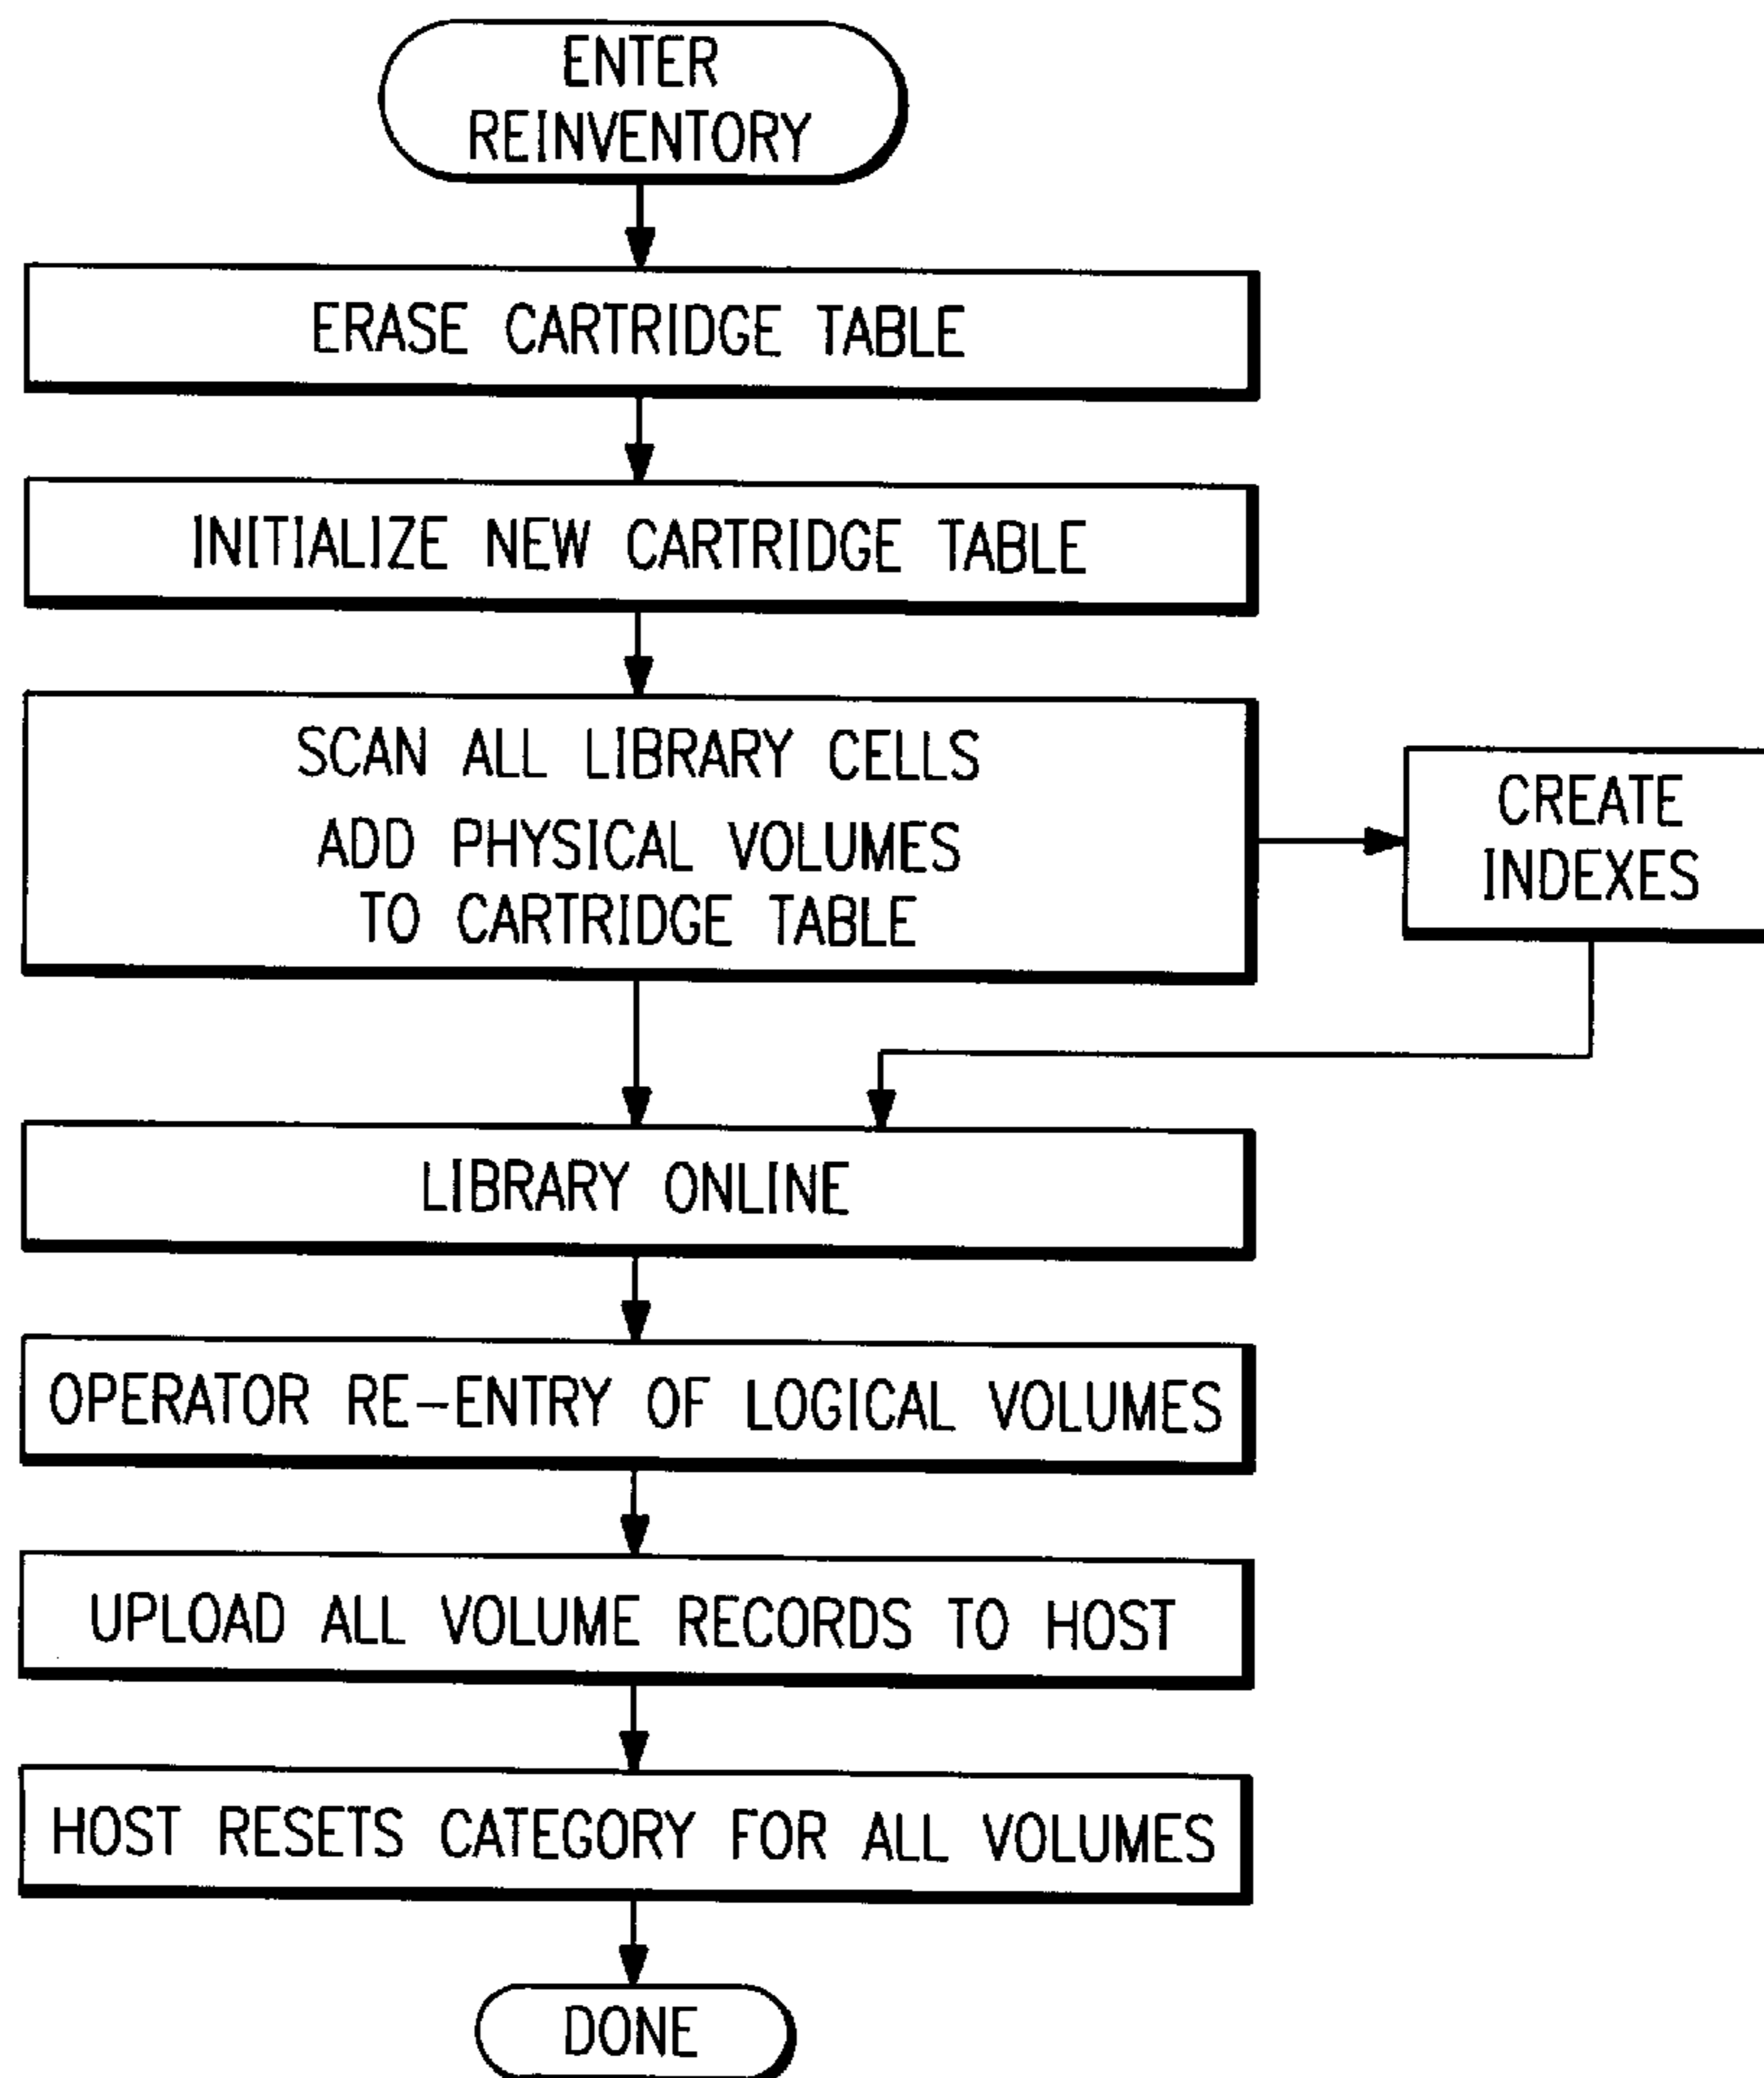 ENTER
REINVENTORY
ERASE CARTRIDGE TABLE
INITIALIZE NEW CARTRIDGE TABLE
SCAN ALL LIBRARY CELLS
ADD PHYSICAL VOLUMES
TO CARTRIDGE TABLE
CREATE
INDEXES
LIBRARY ONLINE
OPERATOR RE-ENTRY OF LOGICAL VOLUMES
UPLOAD ALL VOLUME RECORDS TO HOST
HOST RESETS CATEGORY FOR ALL VOLUMES
DONE